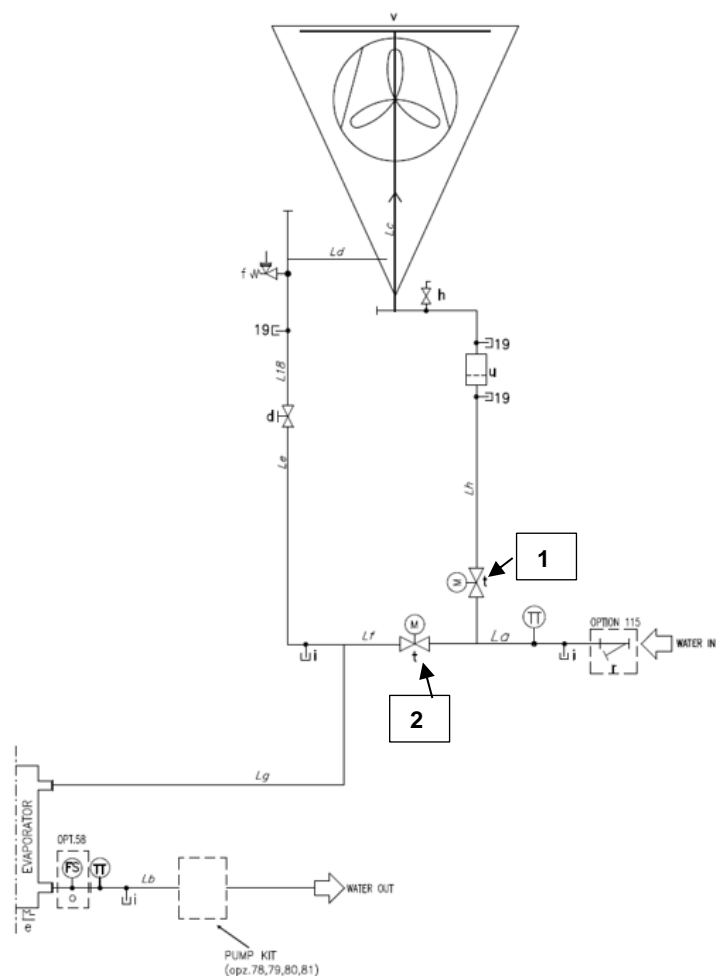 v
Lc
Ld
f W
h
19
19
u
L18
19
d
Le
Lh
1
M
t
M
TT
OPTION 115
Lf
La
WATER IN
i
t
i
r
2
Lg
EVAPORATOR
OPT.58
FS
TT
o
Lb
i
WATER OUT
e
PUMP KIT
(opz.78,79,80,81)